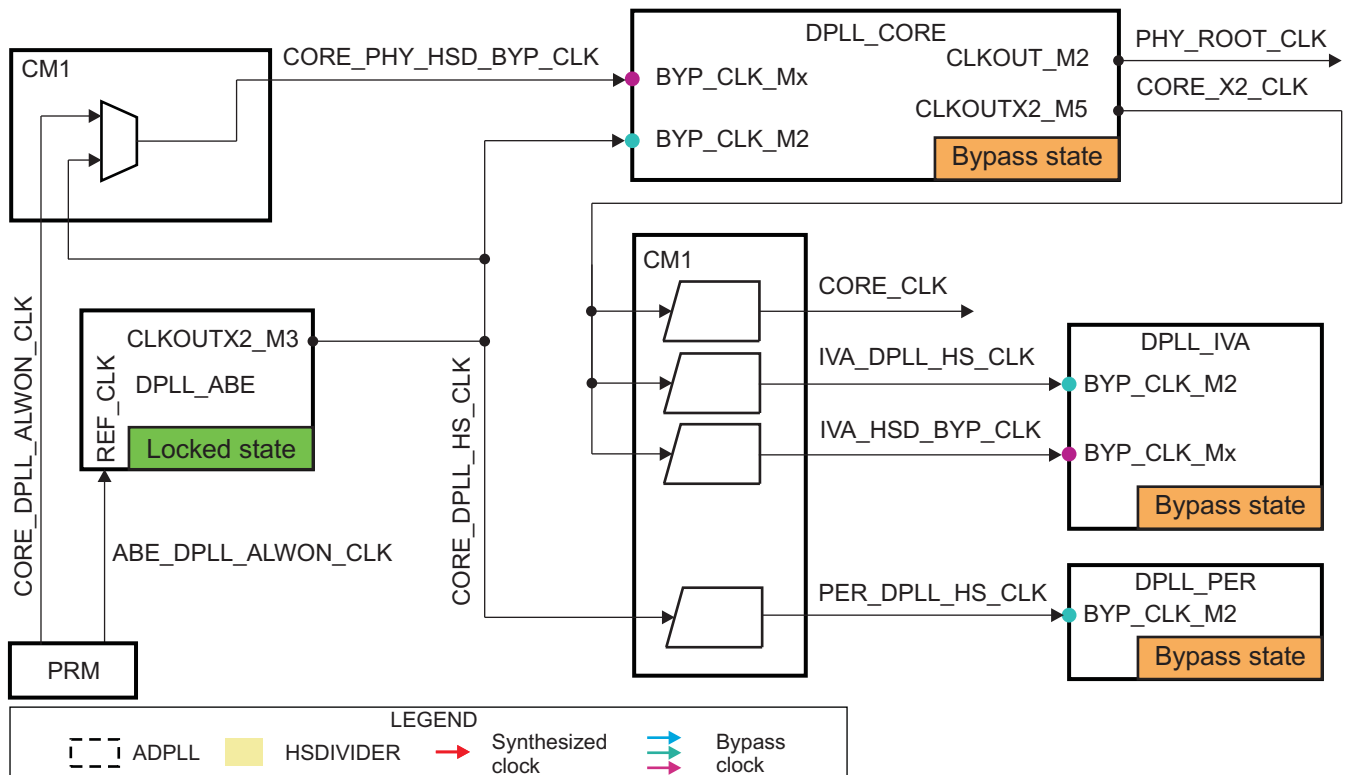 CM1
CORE_PHY_HSD_BYP_CLK
DPLL_CORE
BYP_CLK_Mx
CLKOUT_M2
PHY_ROOT_CLK
CLKOUTX2_M5
CORE_X2_CLK
BYP_CLK_M2
Bypass state
CORE_DPLL_ALWON_CLK
CLKOUTX2_M3
DPLL_ABE
REF_CLK
Locked state
ABE_DPLL_ALWON_CLK
PRM
CORE_DPLL_HS_CLK
CM1
CORE_CLK
IVA_DPLL_HS_CLK
IVA_HSD_BYP_CLK
PER_DPLL_HS_CLK
DPLL_IVA
BYP_CLK_M2
BYP_CLK_Mx
Bypass state
DPLL_PER
BYP_CLK_M2
Bypass state
LEGEND
ADPLL
HSDIVIDER
Synthesized
clock
Bypass
clock